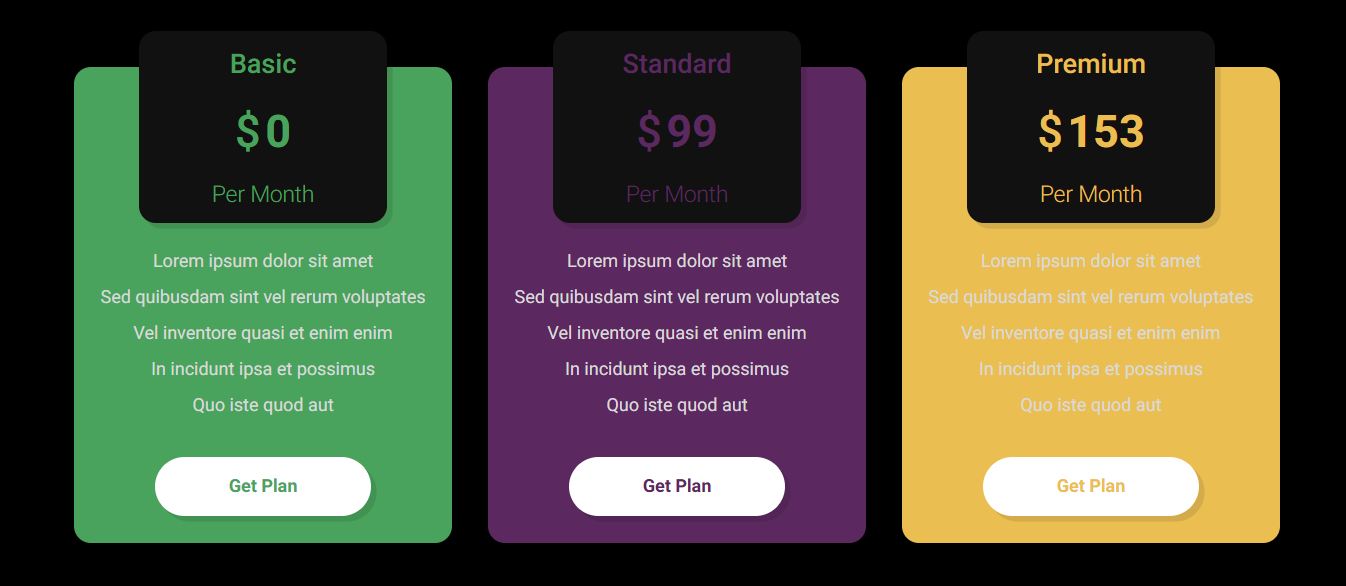 Basic
$0
Per Month
Lorem ipsum dolor sit amet
Sed quibusdam sint vel rerum voluptates
Vel inventore quasi et enim enim
In incidunt ipsa et possimus
Quo iste quod aut
Get Plan
Standard
$99
Per Month
Lorem ipsum dolor sit amet
Sed quibusdam sint vel rerum voluptates
Vel inventore quasi et enim enim
In incidunt ipsa et possimus
Quo iste quod aut
Get Plan
Premium
$153
Per Month
Lorem ipsum dolor sit amet
Sed quibusdam sint vel rerum voluptates
Vel inventore quasi et enim enim
In incidunt ipsa et possimus
Quo iste quod aut
Get Plan